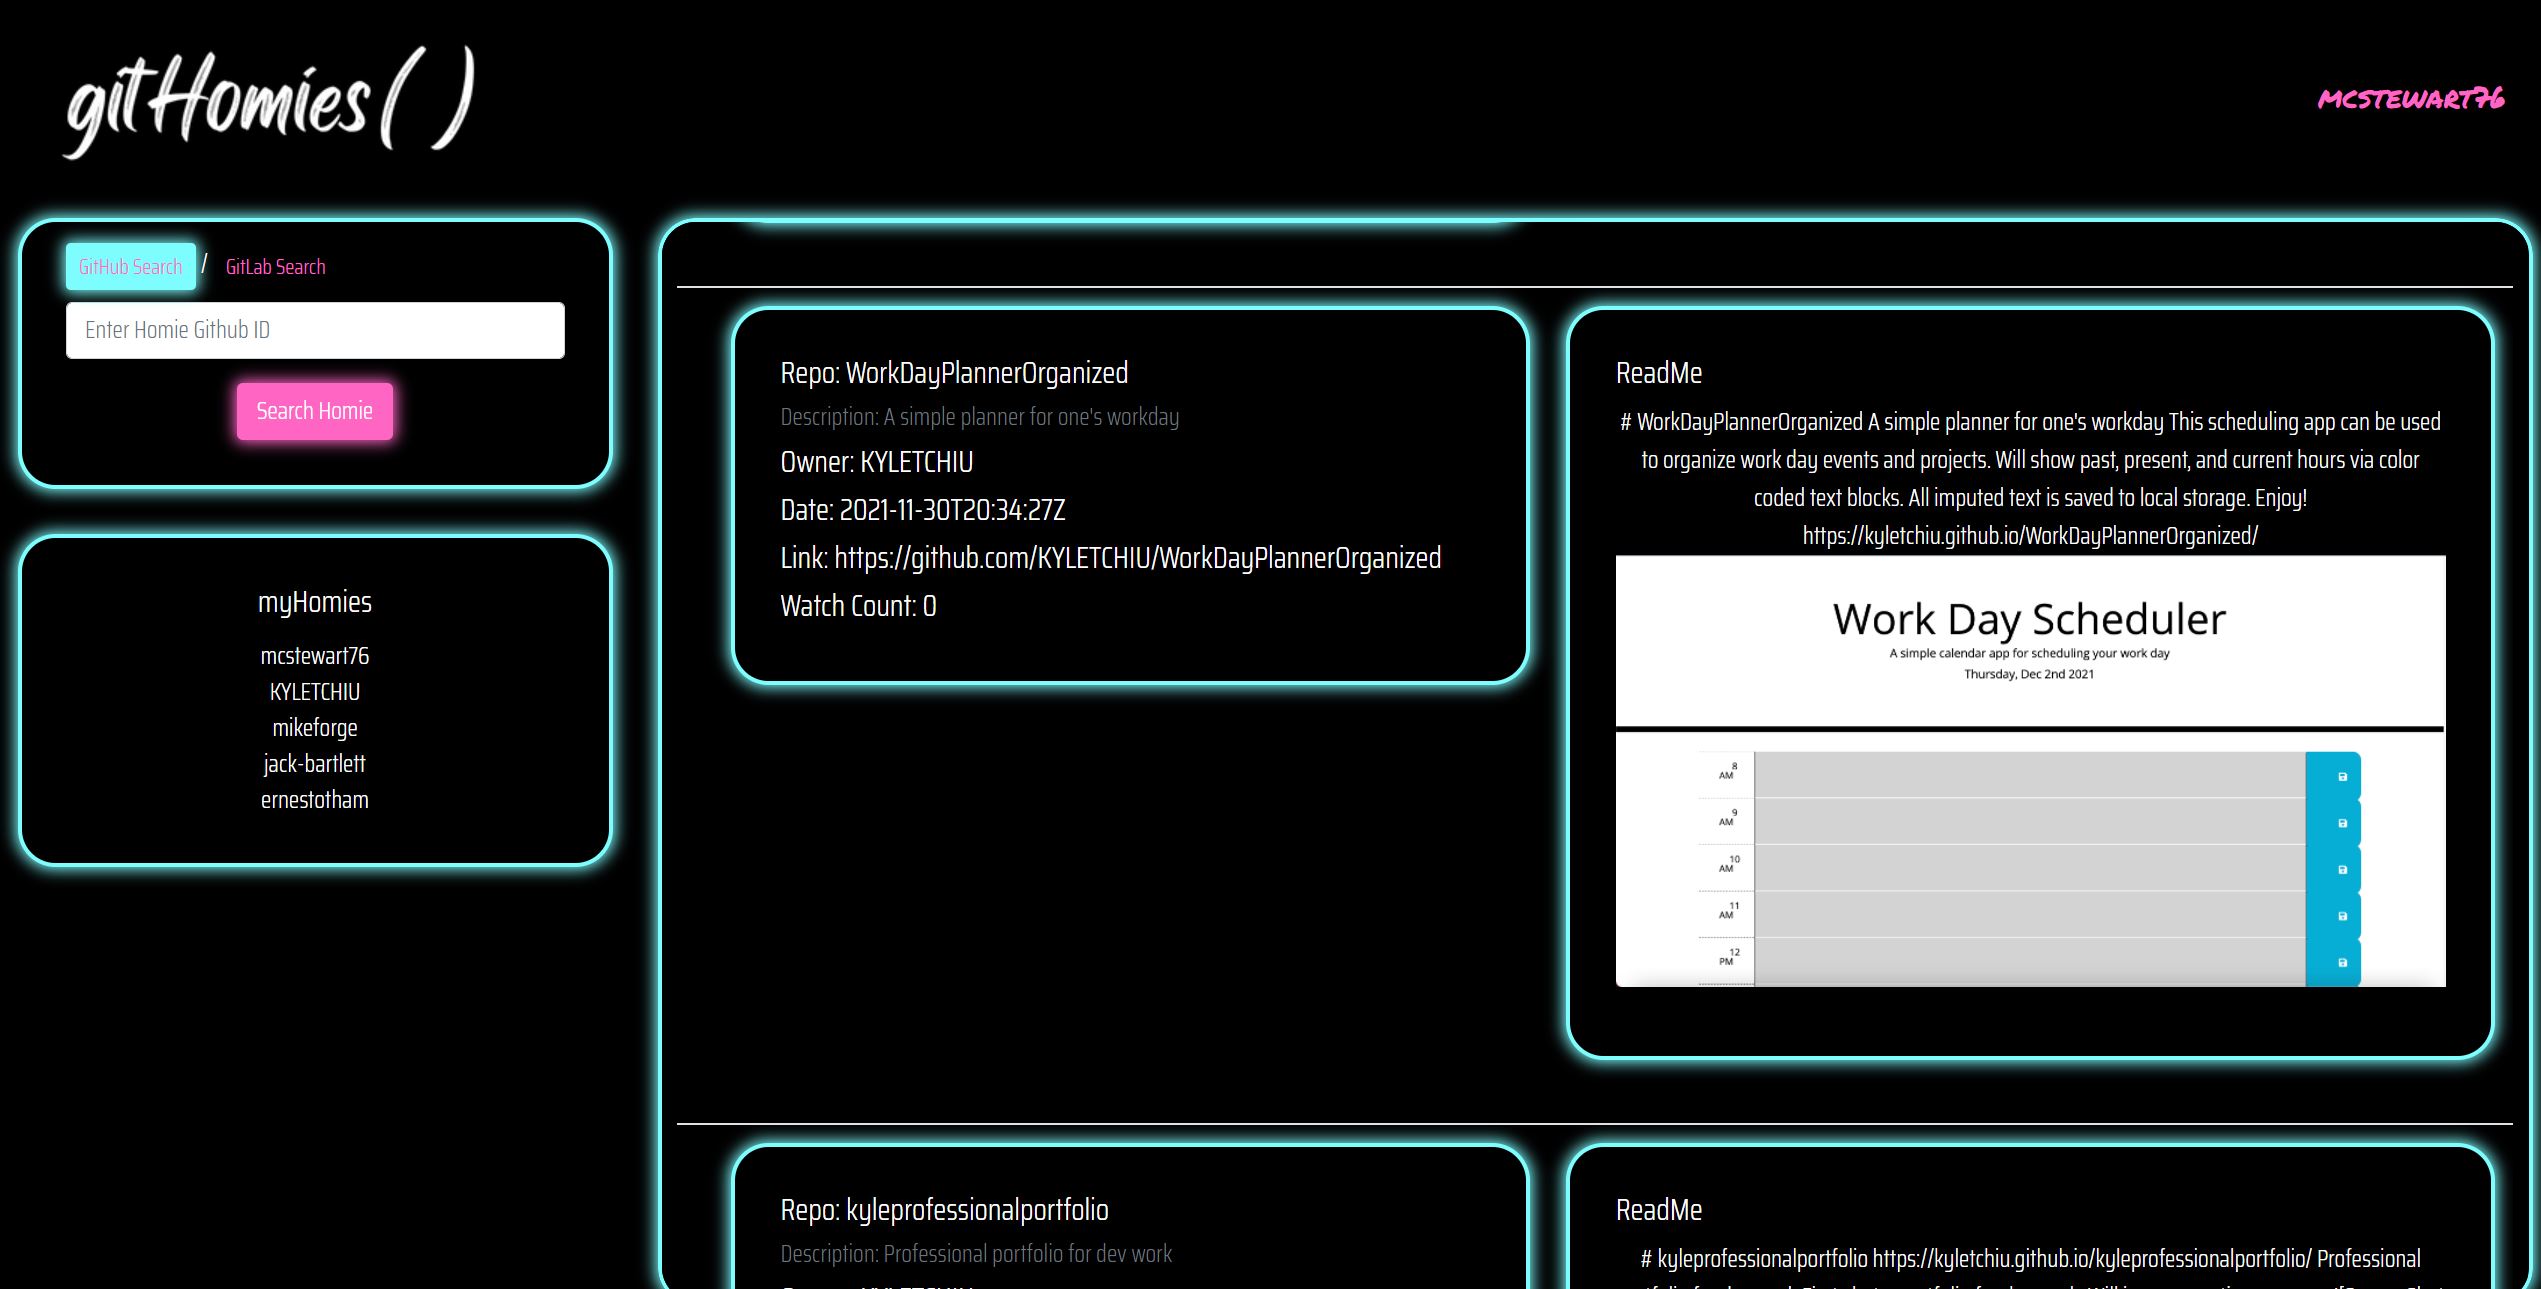 gitHomies( )
mcstewart76
GitHub Search / GitLab Search
Enter Homie Github ID
Search Homie
myHomies
mcstewart76
KYLETCHIU
mikeforge
jack-bartlett
ernestotham
Repo: WorkDayPlannerOrganized
Description: A simple planner for one's workday
Owner: KYLETCHIU
Date: 2021-11-30T20:34:27Z
Link: https://github.com/KYLETCHIU/WorkDayPlannerOrganized
Watch Count: 0
ReadMe
# WorkDayPlannerOrganized A simple planner for one's workday This scheduling app can be used
to organize work day events and projects. Will show past, present, and current hours via color
coded text blocks. All imputed text is saved to local storage. Enjoy!
https://kyletchiu.github.io/WorkDayPlannerOrganized/
Work Day Scheduler
A simple calendar app for scheduling your work day
Thursday, Dec 2nd 2021
8
AM
9
AM
10
AM
11
AM
12
PM
Repo: kyleprofessionalportfolio
Description: Professional portfolio for dev work
ReadMe
# kyleprofessionalportfolio https://kyletchiu.github.io/kyleprofessionalportfolio/ Professional